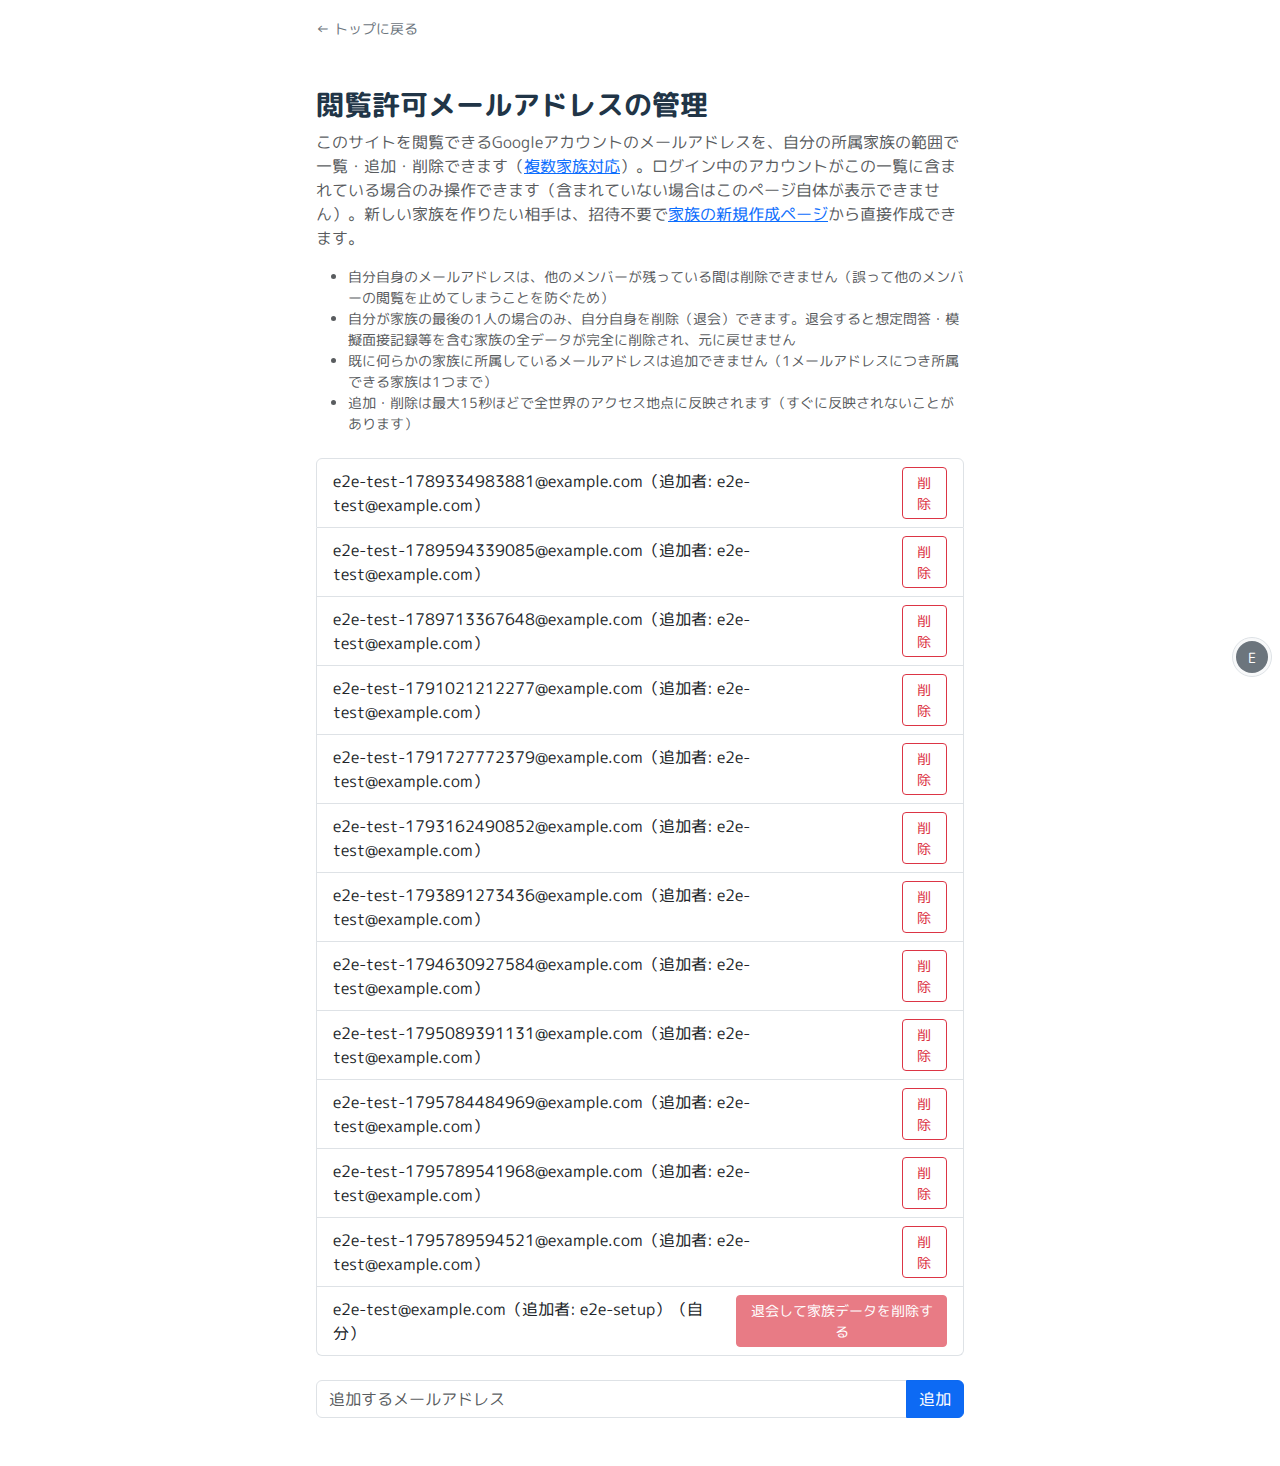 ← トップに戻る
閲覧許可メールアドレスの管理
このサイトを閲覧できるGoogleアカウントのメールアドレスを、自分の所属家族の範囲で
一覧・追加・削除できます（複数家族対応）。ログイン中のアカウントがこの一覧に含ま
れている場合のみ操作できます（含まれていない場合はこのページ自体が表示できませ
ん）。新しい家族を作りたい相手は、招待不要で家族の新規作成ページから直接作成でき
ます。
• 自分自身のメールアドレスは、他のメンバーが残っている間は削除できません（誤って他のメンバ
ーの閲覧を止めてしまうことを防ぐため）
• 自分が家族の最後の1人の場合のみ、自分自身を削除（退会）できます。退会すると想定問答・模
擬面接記録等を含む家族の全データが完全に削除され、元に戻せません
• 既に何らかの家族に所属しているメールアドレスは追加できません（1メールアドレスにつき所属
できる家族は1つまで）
• 追加・削除は最大15秒ほどで全世界のアクセス地点に反映されます（すぐに反映されないことが
あります）
e2e-test-1789334983881@example.com（追加者: e2e-
test@example.com）
削
除
e2e-test-1789594339085@example.com（追加者: e2e-
test@example.com）
削
除
e2e-test-1789713367648@example.com（追加者: e2e-
test@example.com）
削
除
E
e2e-test-1791021212277@example.com（追加者: e2e-
test@example.com）
削
除
e2e-test-1791727772379@example.com（追加者: e2e-
test@example.com）
削
除
e2e-test-1793162490852@example.com（追加者: e2e-
test@example.com）
削
除
e2e-test-1793891273436@example.com（追加者: e2e-
test@example.com）
削
除
e2e-test-1794630927584@example.com（追加者: e2e-
test@example.com）
削
除
e2e-test-1795089391131@example.com（追加者: e2e-
test@example.com）
削
除
e2e-test-1795784484969@example.com（追加者: e2e-
test@example.com）
削
除
e2e-test-1795789541968@example.com（追加者: e2e-
test@example.com）
削
除
e2e-test-1795789594521@example.com（追加者: e2e-
test@example.com）
削
除
e2e-test@example.com（追加者: e2e-setup）（自
分）
退会して家族データを削除す
る
追加するメールアドレス
追加